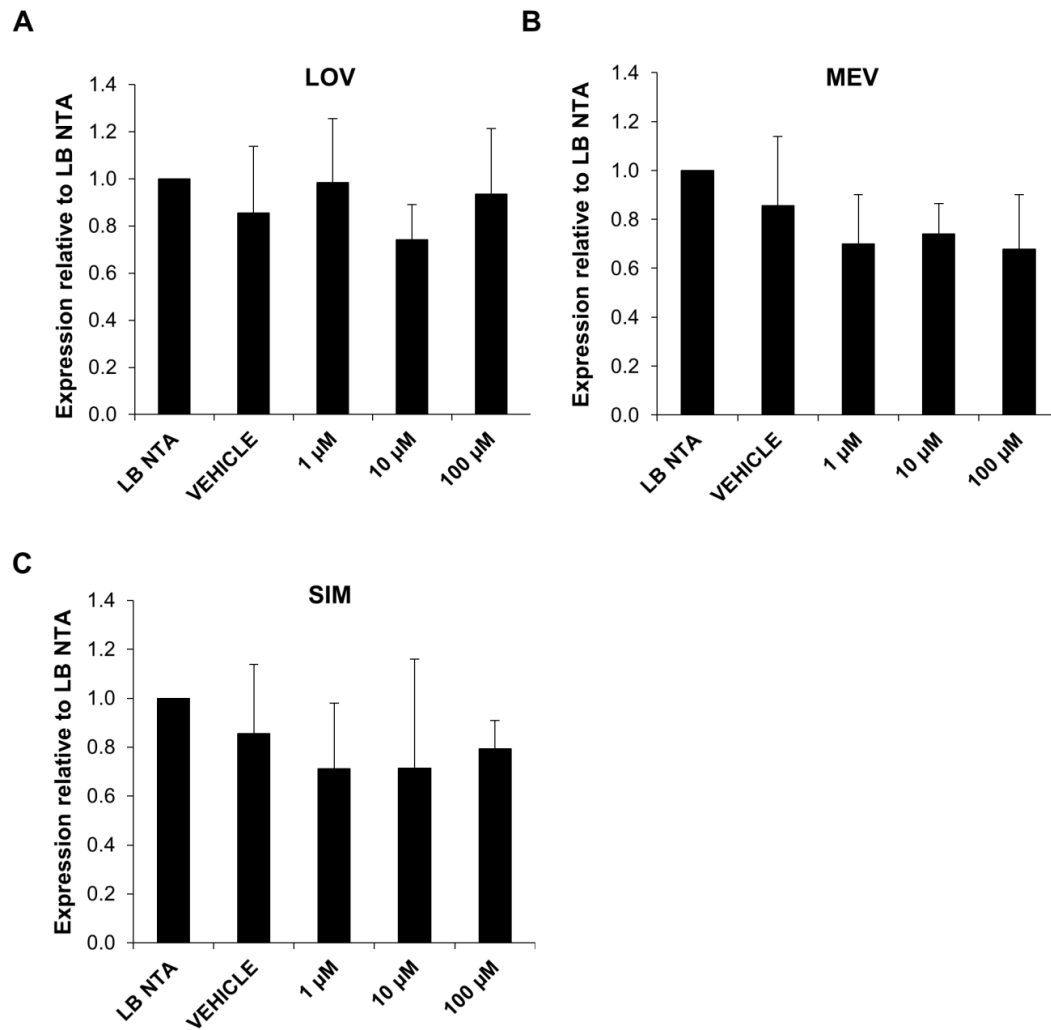 A
LOV
Expression relative to LB NTA
1.4
1.2
1.0
0.8
0.6
0.4
0.2
0.0
LB NTA
VEHICLE
1 µM
10 µM
100 µM
B
MEV
Expression relative to LB NTA
1.4
1.2
1.0
0.8
0.6
0.4
0.2
0.0
LB NTA
VEHICLE
1 µM
10 µM
100 µM
C
SIM
Expression relative to LB NTA
1.4
1.2
1.0
0.8
0.6
0.4
0.2
0.0
LB NTA
VEHICLE
1 µM
10 µM
100 µM